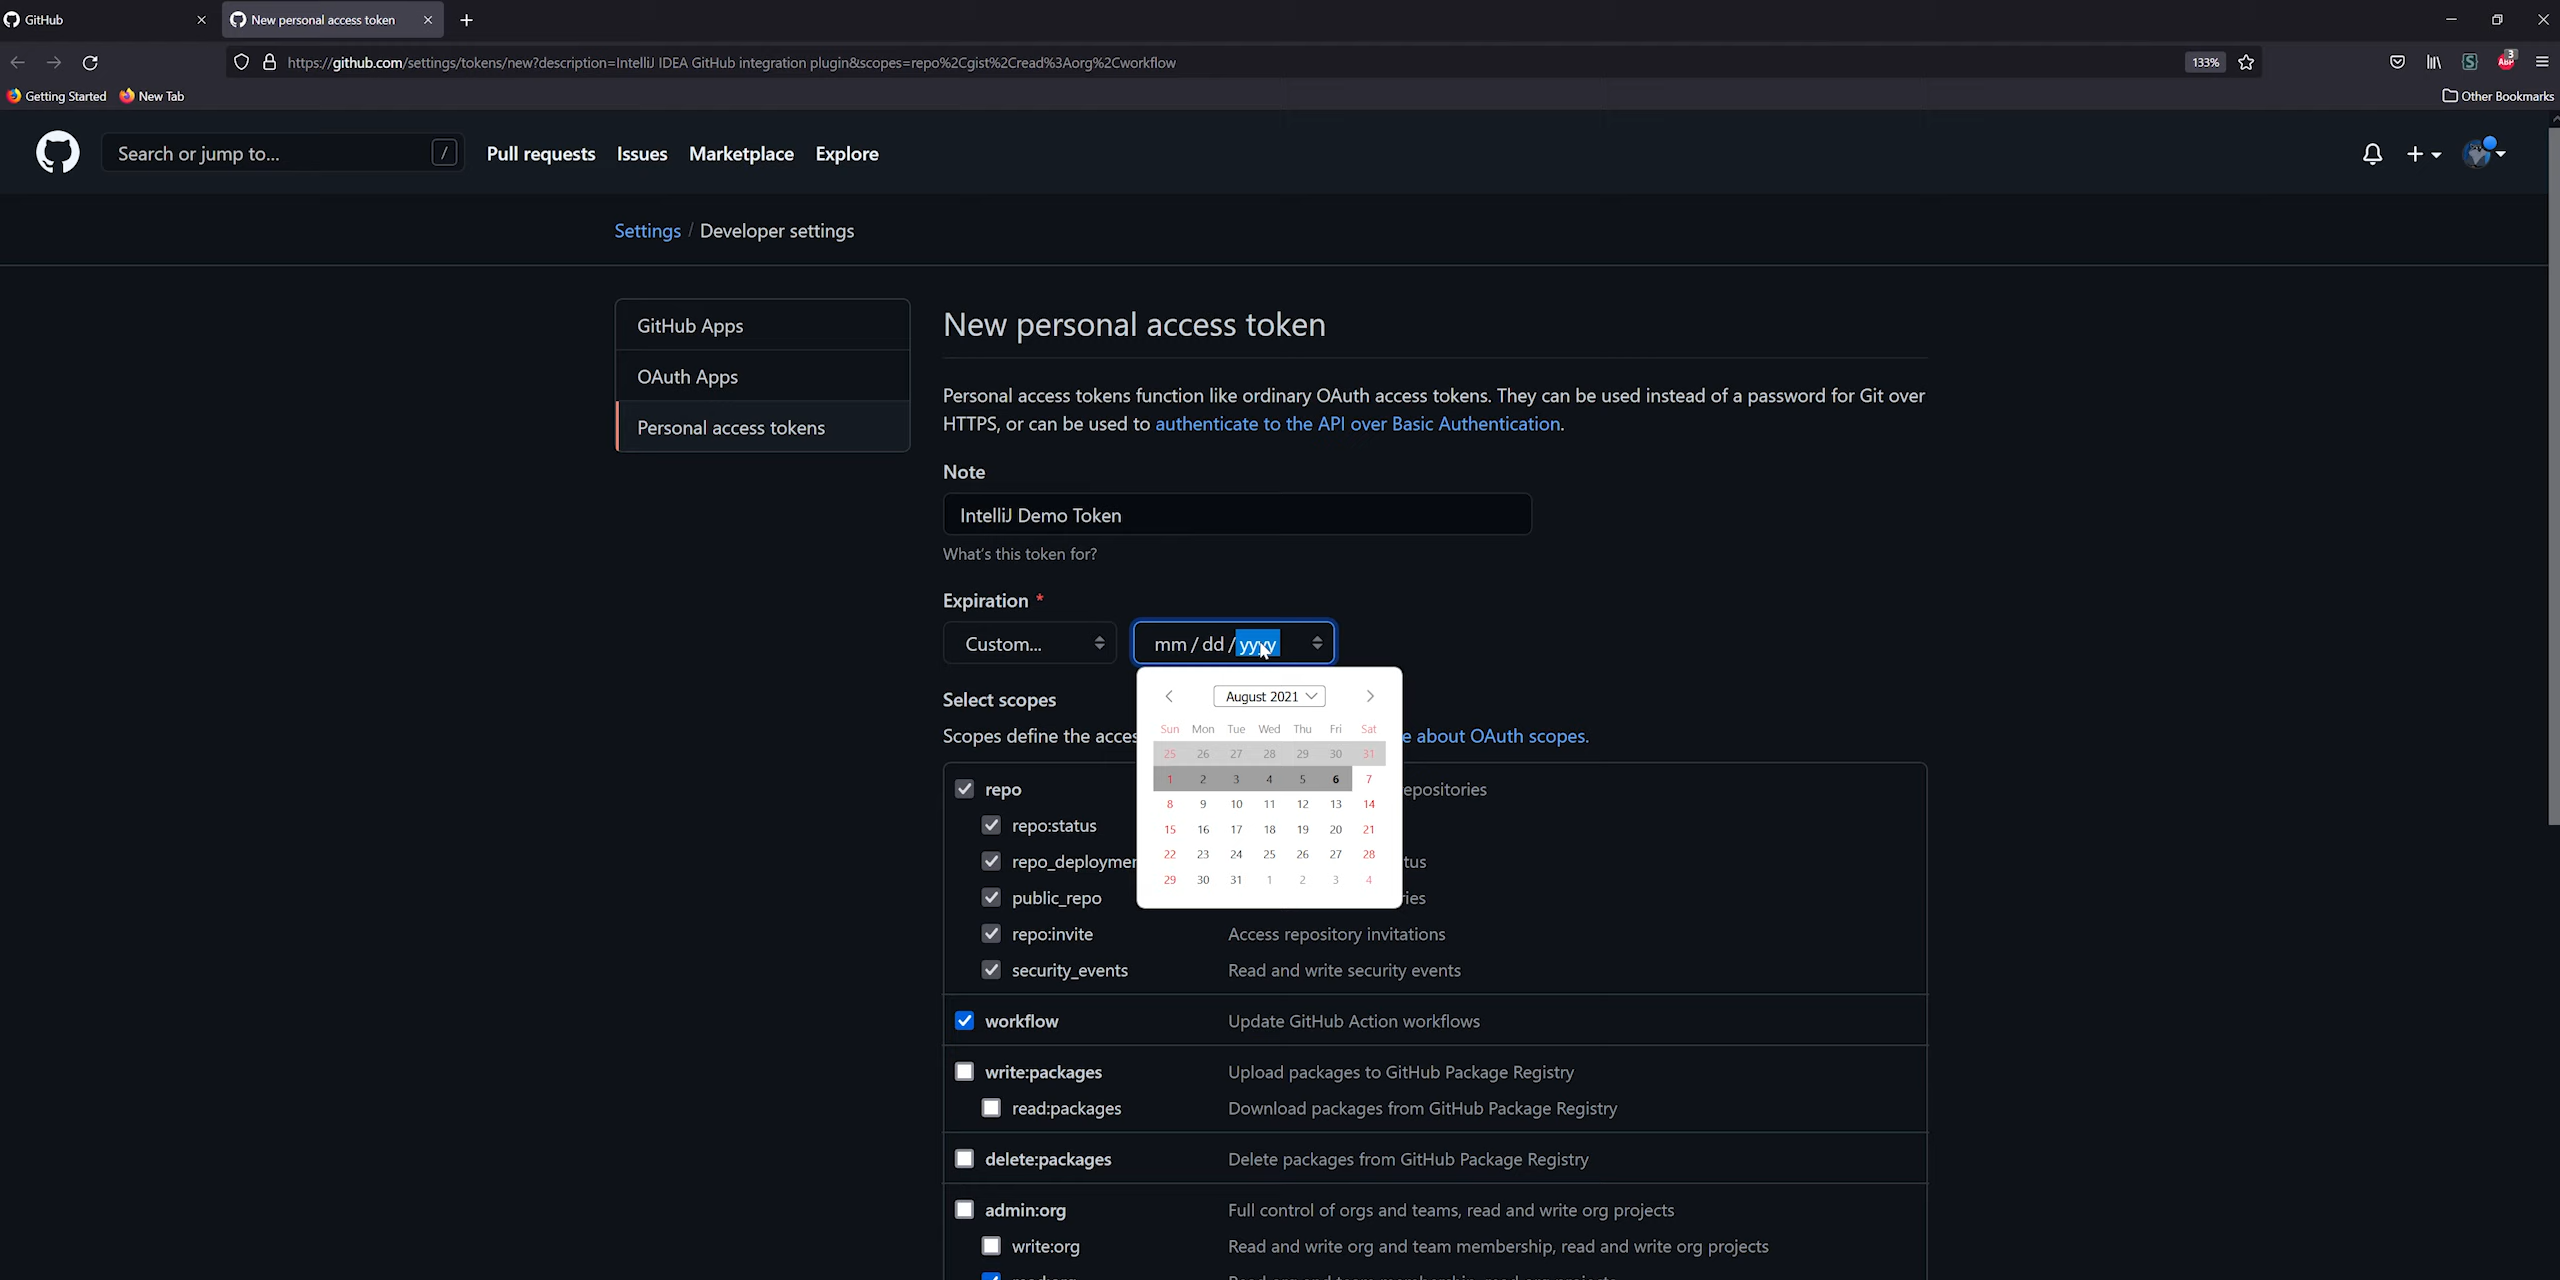 GitHub
New personal access token
https://github.com/settings/tokens/new?description=IntelliJ IDEA GitHub integration plugin&scopes=repo%2Cgist%2Cread%3Aorg%2Cworkflow
133%
ABP
3
Getting Started
New Tab
Other Bookmarks
Search or jump to...
/
Pull requests
Issues
Marketplace
Explore
Settings / Developer settings
GitHub Apps
OAuth Apps
Personal access tokens
New personal access token
Personal access tokens function like ordinary OAuth access tokens. They can be used instead of a password for Git over
HTTPS, or can be used to authenticate to the API over Basic Authentication.
Note
IntelliJ Demo Token
What's this token for?
Expiration *
Custom...
mm / dd / yyyy
August 2021
Sun Mon Tue Wed Thu Fri Sat
25 26 27 28 29 30 31
1 2 3 4 5 6 7
8 9 10 11 12 13 14
15 16 17 18 19 20 21
22 23 24 25 26 27 28
29 30 31 1 2 3 4
Select scopes
Scopes define the acces
e about OAuth scopes.
repo
epositories
repo:status
repo_deploymen
tus
public_repo
ries
repo:invite Access repository invitations
security_events Read and write security events
workflow Update GitHub Action workflows
write:packages Upload packages to GitHub Package Registry
read:packages Download packages from GitHub Package Registry
delete:packages Delete packages from GitHub Package Registry
admin:org Full control of orgs and teams, read and write org projects
write:org Read and write org and team membership, read and write org projects